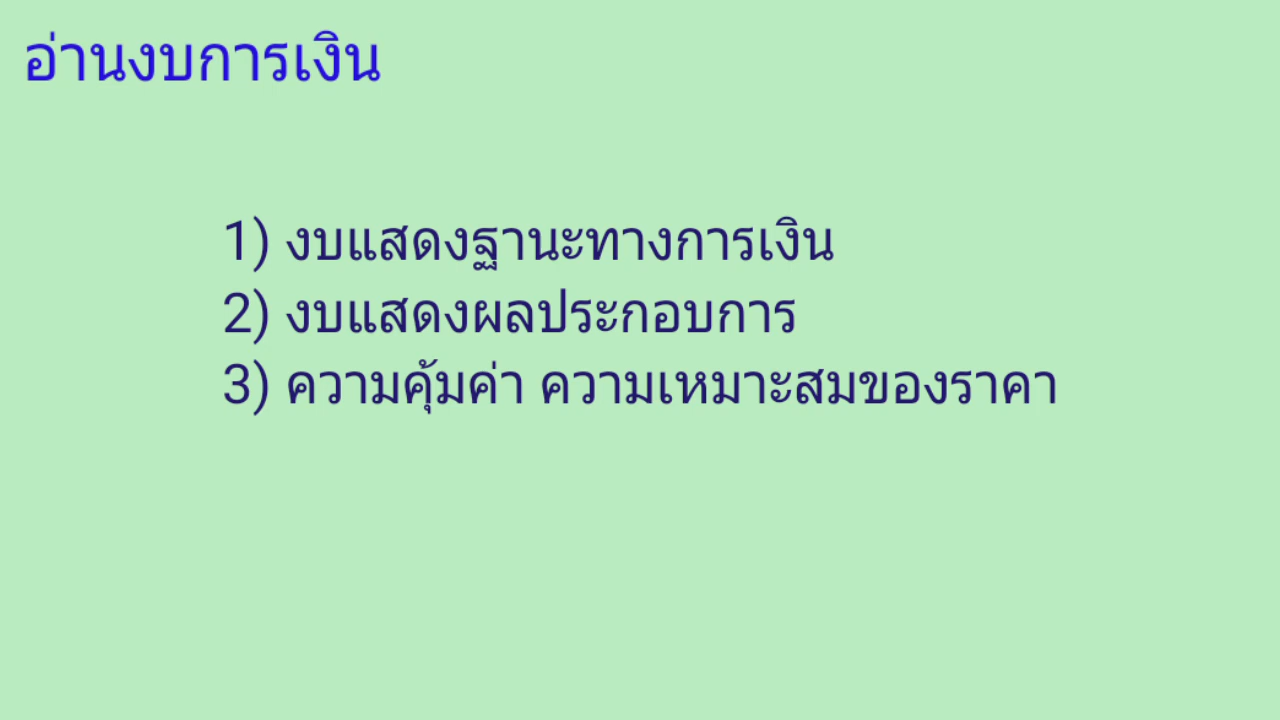 อ่านงบการเงิน
1) งบแสดงฐานะทางการเงิน
2) งบแสดงผลประกอบการ
3) ความคุ้มค่า ความเหมาะสมของราคา